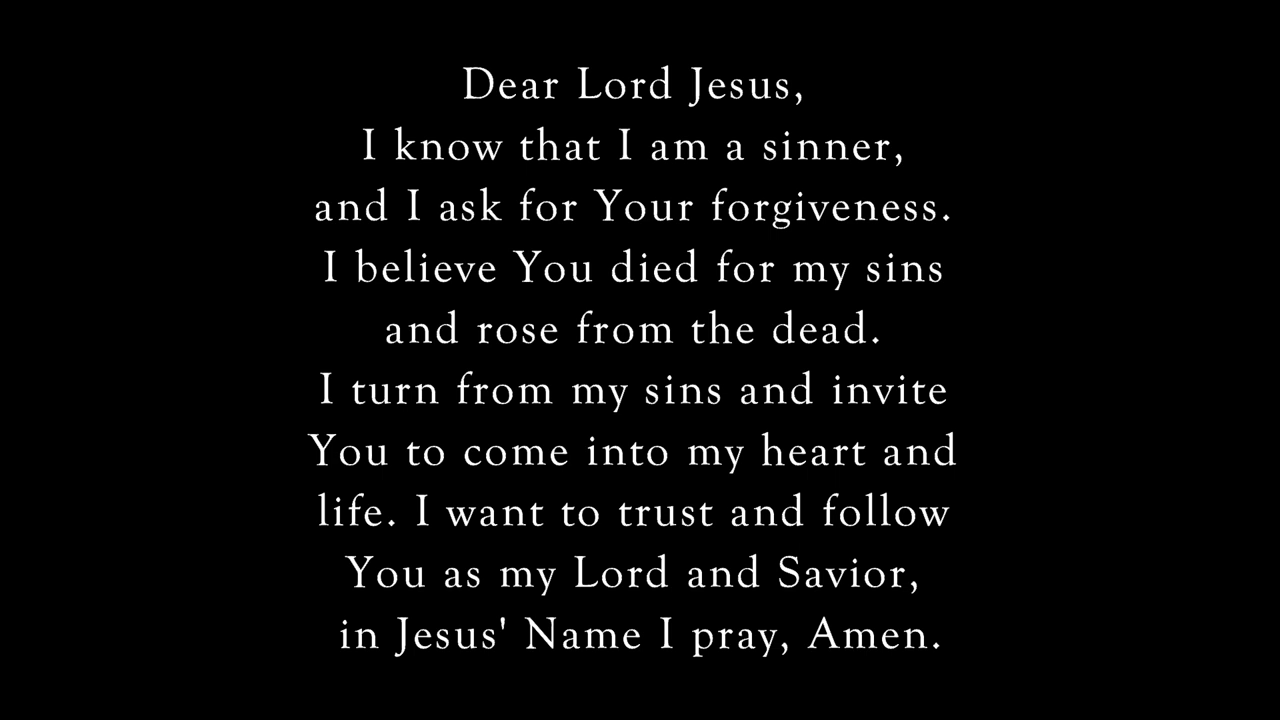 Dear Lord Jesus,
I know that I am a sinner,
and I ask for Your forgiveness.
I believe You died for my sins
and rose from the dead.
I turn from my sins and invite
You to come into my heart and
life. I want to trust and follow
You as my Lord and Savior,
in Jesus' Name I pray, Amen.